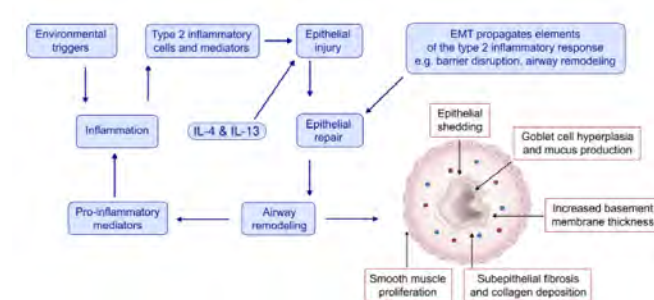 Environmental
triggers
Type 2 inflammatory
cells and mediators
Epithelial
injury
EMT propagates elements
of the type 2 inflammatory response
e.g. barrier disruption, airway remodeling
Inflammation
IL-4 & IL-13
Epithelial
repair
Epithelial
shedding
Goblet cell hyperplasia
and mucus production
Pro-inflammatory
mediators
Airway
remodeling
Increased basement
membrane thickness
Smooth muscle
proliferation
Subepithelial fibrosis
and collagen deposition